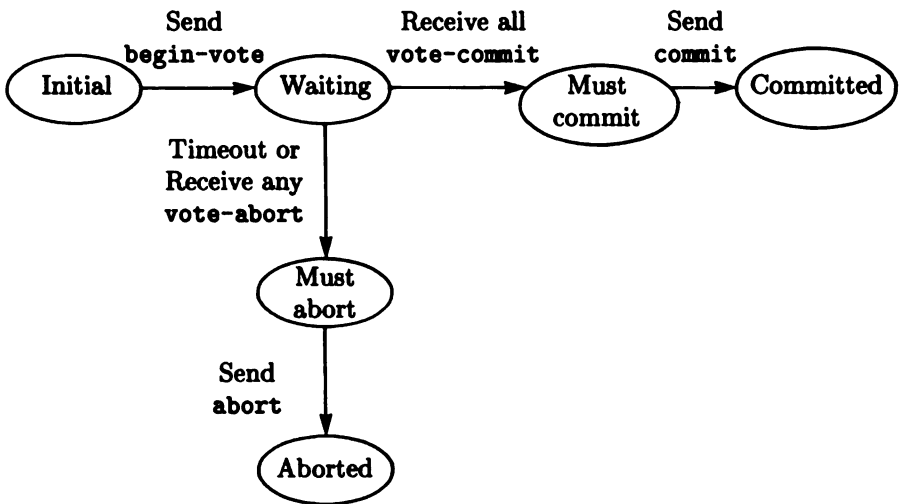 Send
begin-vote
Receive all
vote-commit
Send
commit
Initial
Waiting
Must
commit
Committed
Timeout or
Receive any
vote-abort
Must
abort
Send
abort
Aborted